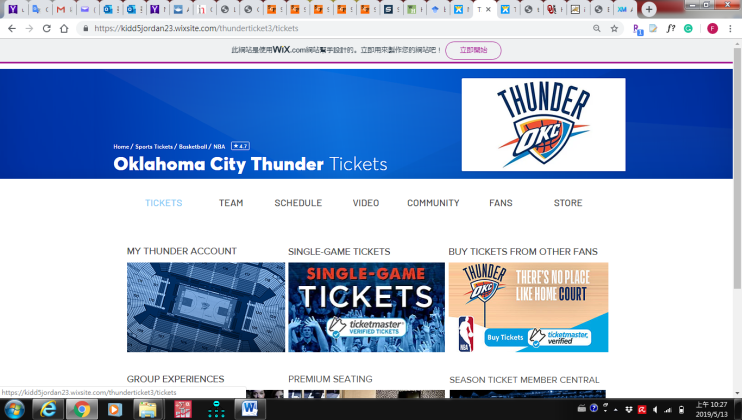 https://kidd5jordan23.wixsite.com/thunderticket3/tickets
此網站是使用WiX.com網站幫手設計的。立即用來製作您的網站吧！ 立即開始
Home / Sports Tickets / Basketball / NBA ★ 4.7
Oklahoma City Thunder Tickets
THUNDER
OKC
TICKETS TEAM SCHEDULE VIDEO COMMUNITY FANS STORE
MY THUNDER ACCOUNT
SINGLE-GAME TICKETS
BUY TICKETS FROM OTHER FANS
SINGLE-GAME
TICKETS
ticketmaster
VERIFIED TICKETS
THUNDER
OKC
THERE'S NO PLACE
LIKE HOME COURT
NBA
Buy Tickets
ticketmaster
verified
GROUP EXPERIENCES
PREMIUM SEATING
SEASON TICKET MEMBER CENTRAL
https://kidd5jordan23.wixsite.com/thunderticket3/tickets
上午 10:27
2019/5/13